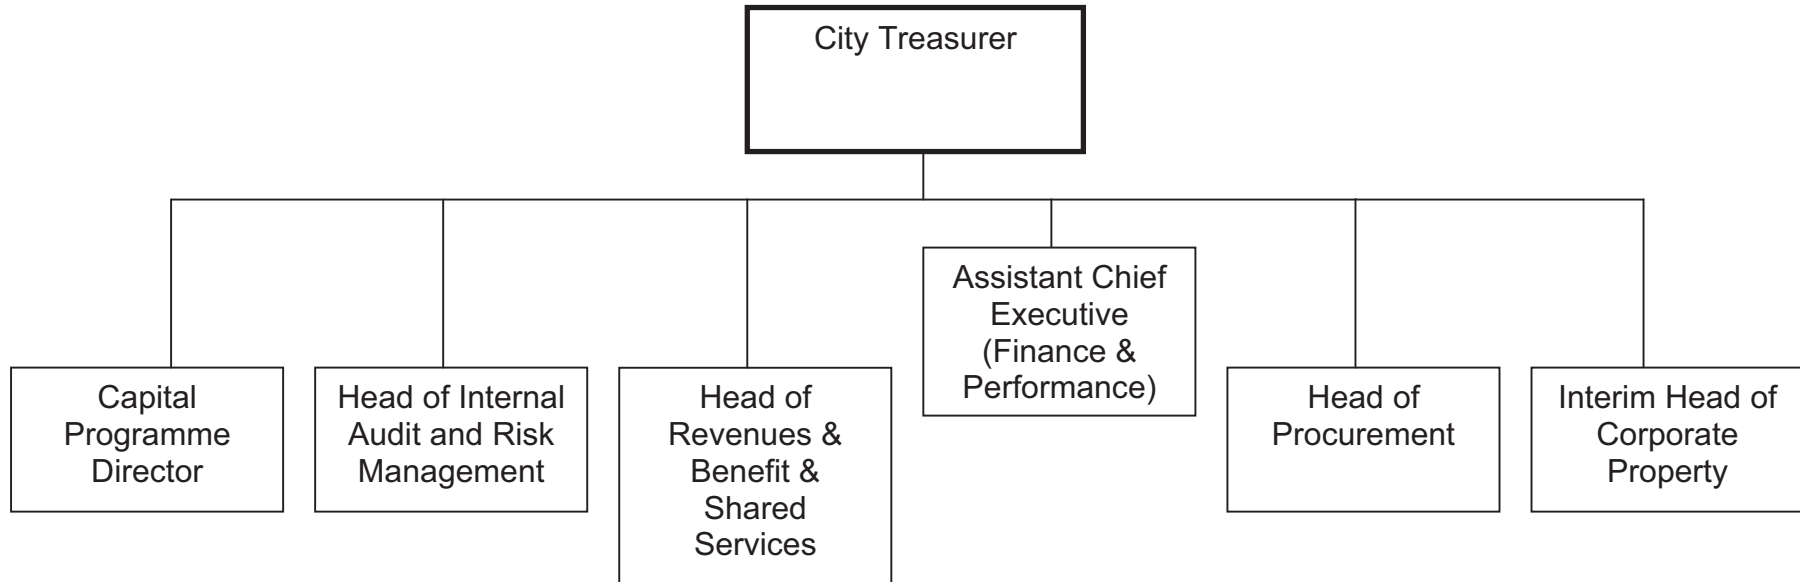 City Treasurer
Assistant Chief
Executive
(Finance &
Performance)
Capital
Programme
Director
Head of Internal
Audit and Risk
Management
Head of
Revenues &
Benefit &
Shared
Services
Head of
Procurement
Interim Head of
Corporate
Property